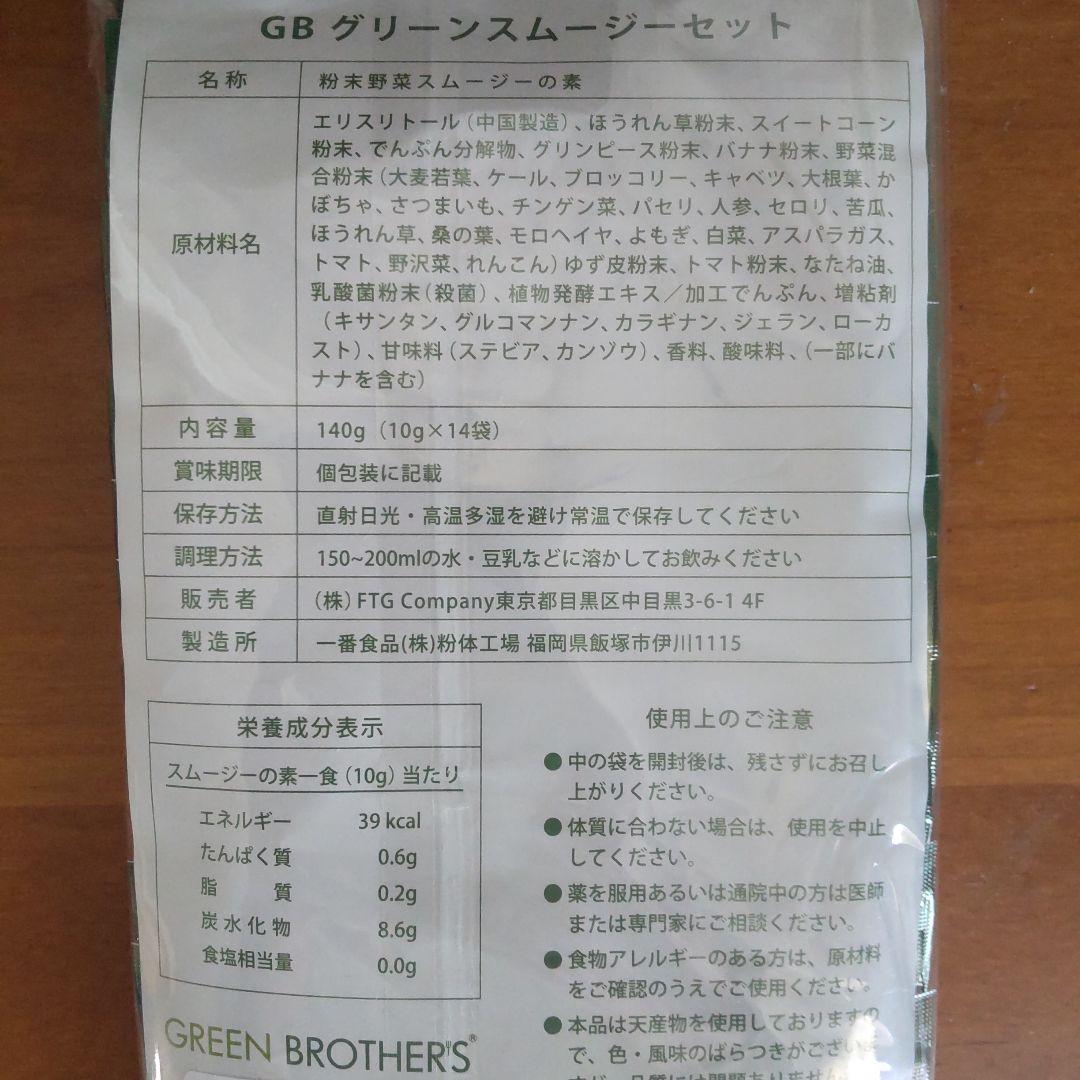 GB グリーンスムージーセット
名称 粉末野菜スムージーの素
原材料名
エリスリトール(中国製造)、ほうれん草粉末、スイートコーン
粉末、でんぷん分解物、グリンピース粉末、バナナ粉末、野菜混
合粉末(大麦若葉、ケール、ブロッコリー、キャベツ、大根葉、か
ぼちゃ、さつまいも、チンゲン菜、パセリ、人参、セロリ、苦瓜、
ほうれん草、桑の葉、モロヘイヤ、よもぎ、白菜、アスパラガス、
トマト、野沢菜、れんこん)ゆず皮粉末、トマト粉末、なたね油、
乳酸菌粉末(殺菌)、植物発酵エキス/加工でんぷん、増粘剤
(キサンタン、グルコマンナン、カラギナン、ジェラン、ローカ
スト)、甘味料(ステビア、カンゾウ)、香料、酸味料、(一部にバ
ナナを含む)
内容量 140g(10g×14袋)
賞味期限 個包装に記載
保存方法 直射日光・高温多湿を避け常温で保存してください
調理方法 150~200mlの水・豆乳などに溶かしてお飲みください
販売者 (株)FTG Company東京都目黒区中目黒3-6-1 4F
製造所 一番食品(株)粉体工場 福岡県飯塚市伊川1115
栄養成分表示
スムージーの素一食(10g)当たり
エネルギー 39 kcal
たんぱく質 0.6g
脂質 0.2g
炭水化物 8.6g
食塩相当量 0.0g
GREEN BROTHER'S®
使用上のご注意
●中の袋を開封後は、残さずにお召し
上がりください。
●体質に合わない場合は、使用を中止
してください。
●薬を服用あるいは通院中の方は医師
または専門家にご相談ください。
●食物アレルギーのある方は、原材料
をご確認のうえでご使用ください。
●本品は天産物を使用しておりますの
で、色・風味のばらつきがござい